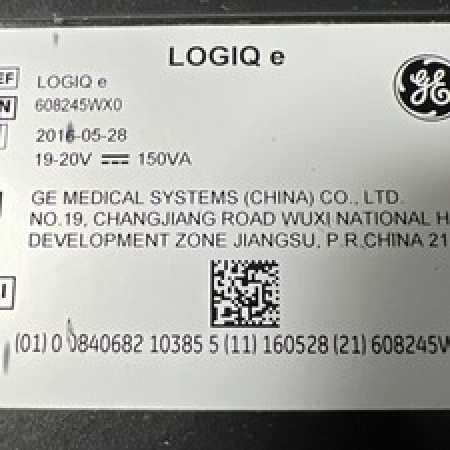 LOGIQ e
LOGIQ e
GE
608245WX0
2016-05-28
19-20V 150VA
GE MEDICAL SYSTEMS (CHINA) CO., LTD.
NO.19, CHANGJIANG ROAD WUXI NATIONAL H
DEVELOPMENT ZONE JIANGSU, P.R.CHINA 21
(01) 0 0840682 10385 5 (11) 160528 (21) 608245W